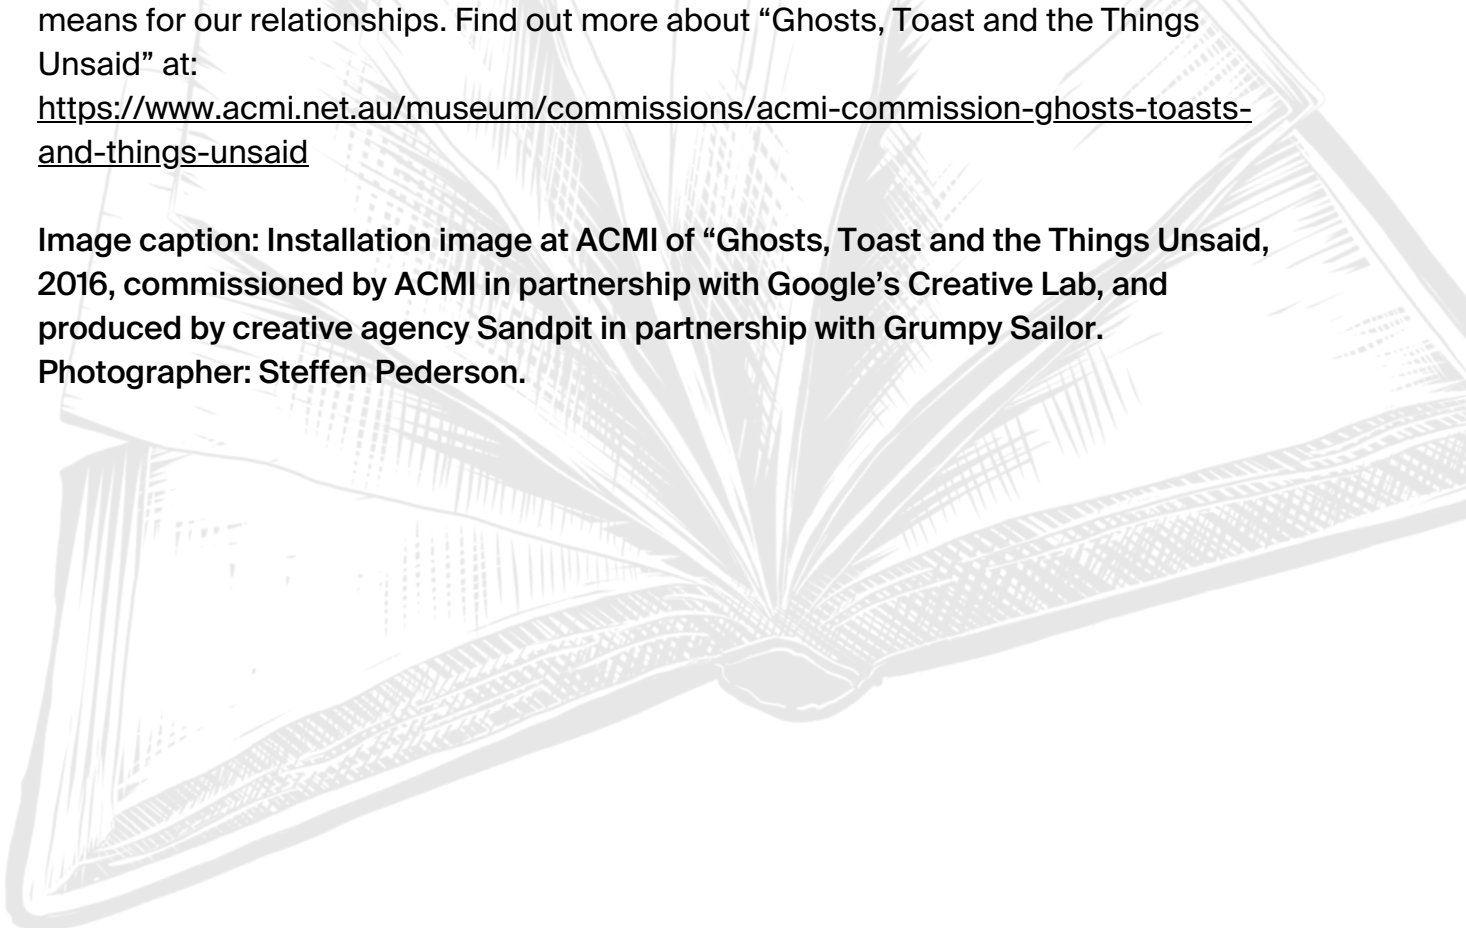 means for our relationships. Find out more about “Ghosts, Toast and the Things
Unsaid” at:
https://www.acmi.net.au/museum/commissions/acmi-commission-ghosts-toasts-
and-things-unsaid
Image caption: Installation image at ACMI of “Ghosts, Toast and the Things Unsaid,
2016, commissioned by ACMI in partnership with Google’s Creative Lab, and
produced by creative agency Sandpit in partnership with Grumpy Sailor.
Photographer: Steffen Pederson.